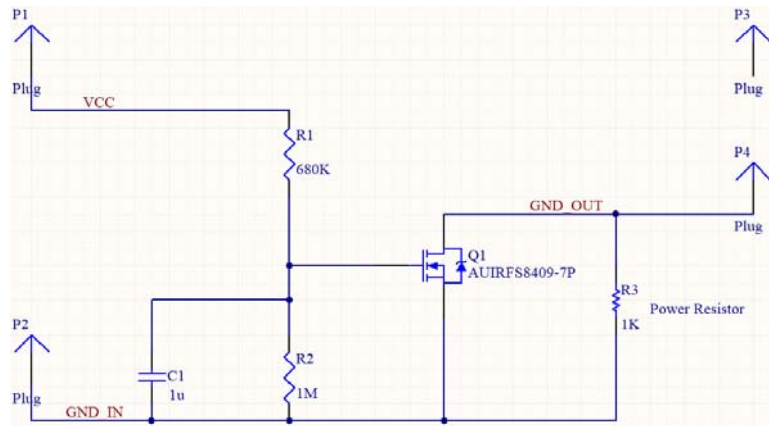 P1
P3
Plug
Plug
VCC
R1
680K
P4
GND_OUT
Plug
Q1
AUIRFS8409-7P
R3
Power Resistor
1K
P2
R2
C1
1u
1M
Plug
GND_IN